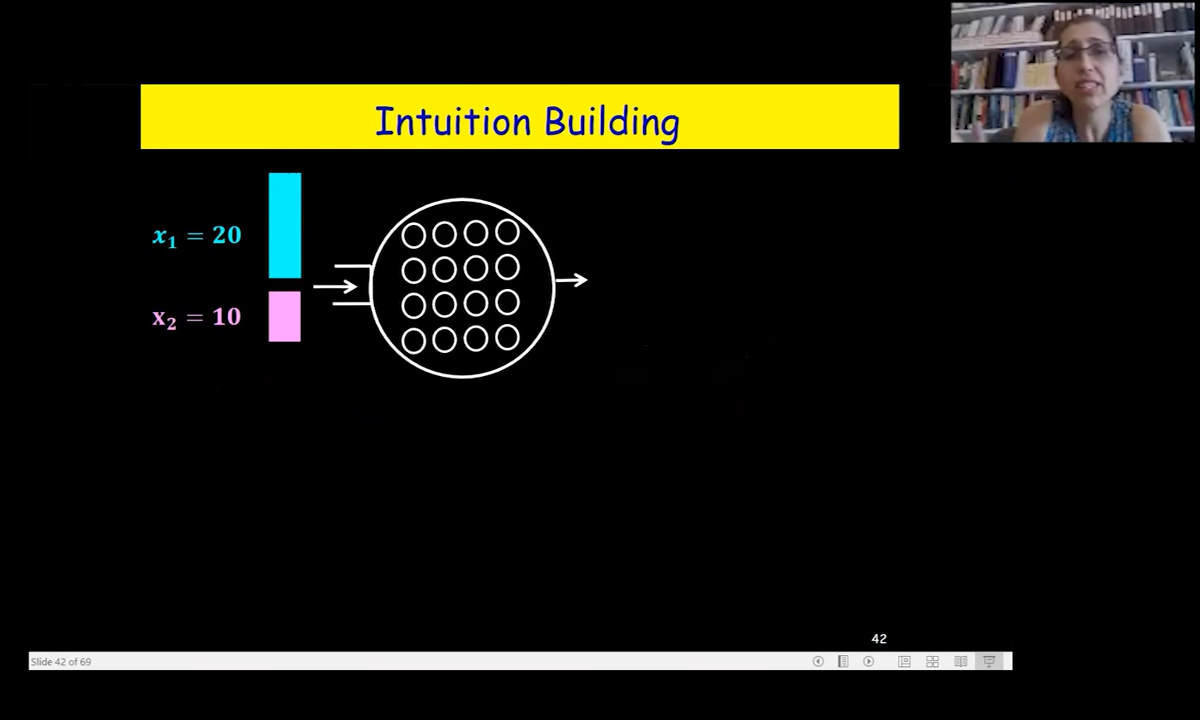 Intuition Building
x₁ = 20
x₂ = 10
42
Slide 42 of 69